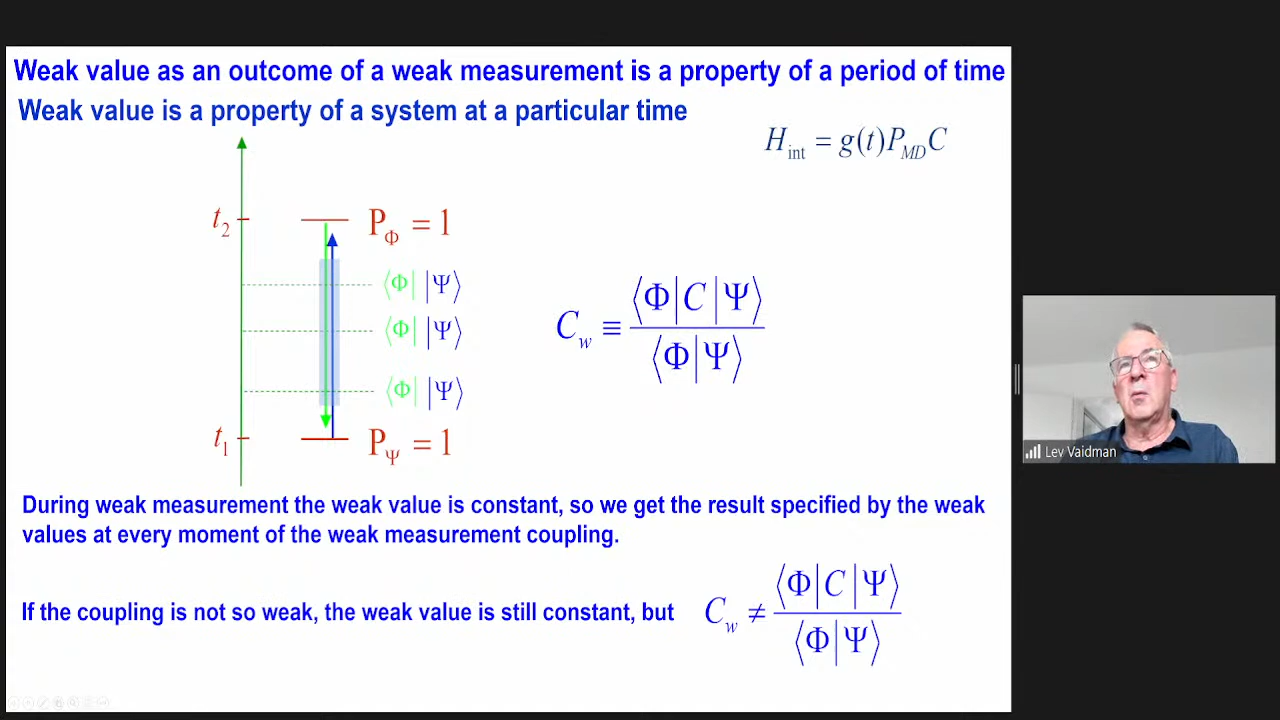 Weak value as an outcome of a weak measurement is a property of a period of time
Weak value is a property of a system at a particular time
H_int = g(t)P_MD C
t₂ P_Φ = 1
⟨Φ| |Ψ⟩
⟨Φ| |Ψ⟩
C_w ≡ ⟨Φ|C|Ψ⟩ / ⟨Φ|Ψ⟩
⟨Φ| |Ψ⟩
t₁ P_Ψ = 1
Lev Vaidman
During weak measurement the weak value is constant, so we get the result specified by the weak
values at every moment of the weak measurement coupling.
If the coupling is not so weak, the weak value is still constant, but C_w ≠ ⟨Φ|C|Ψ⟩ / ⟨Φ|Ψ⟩